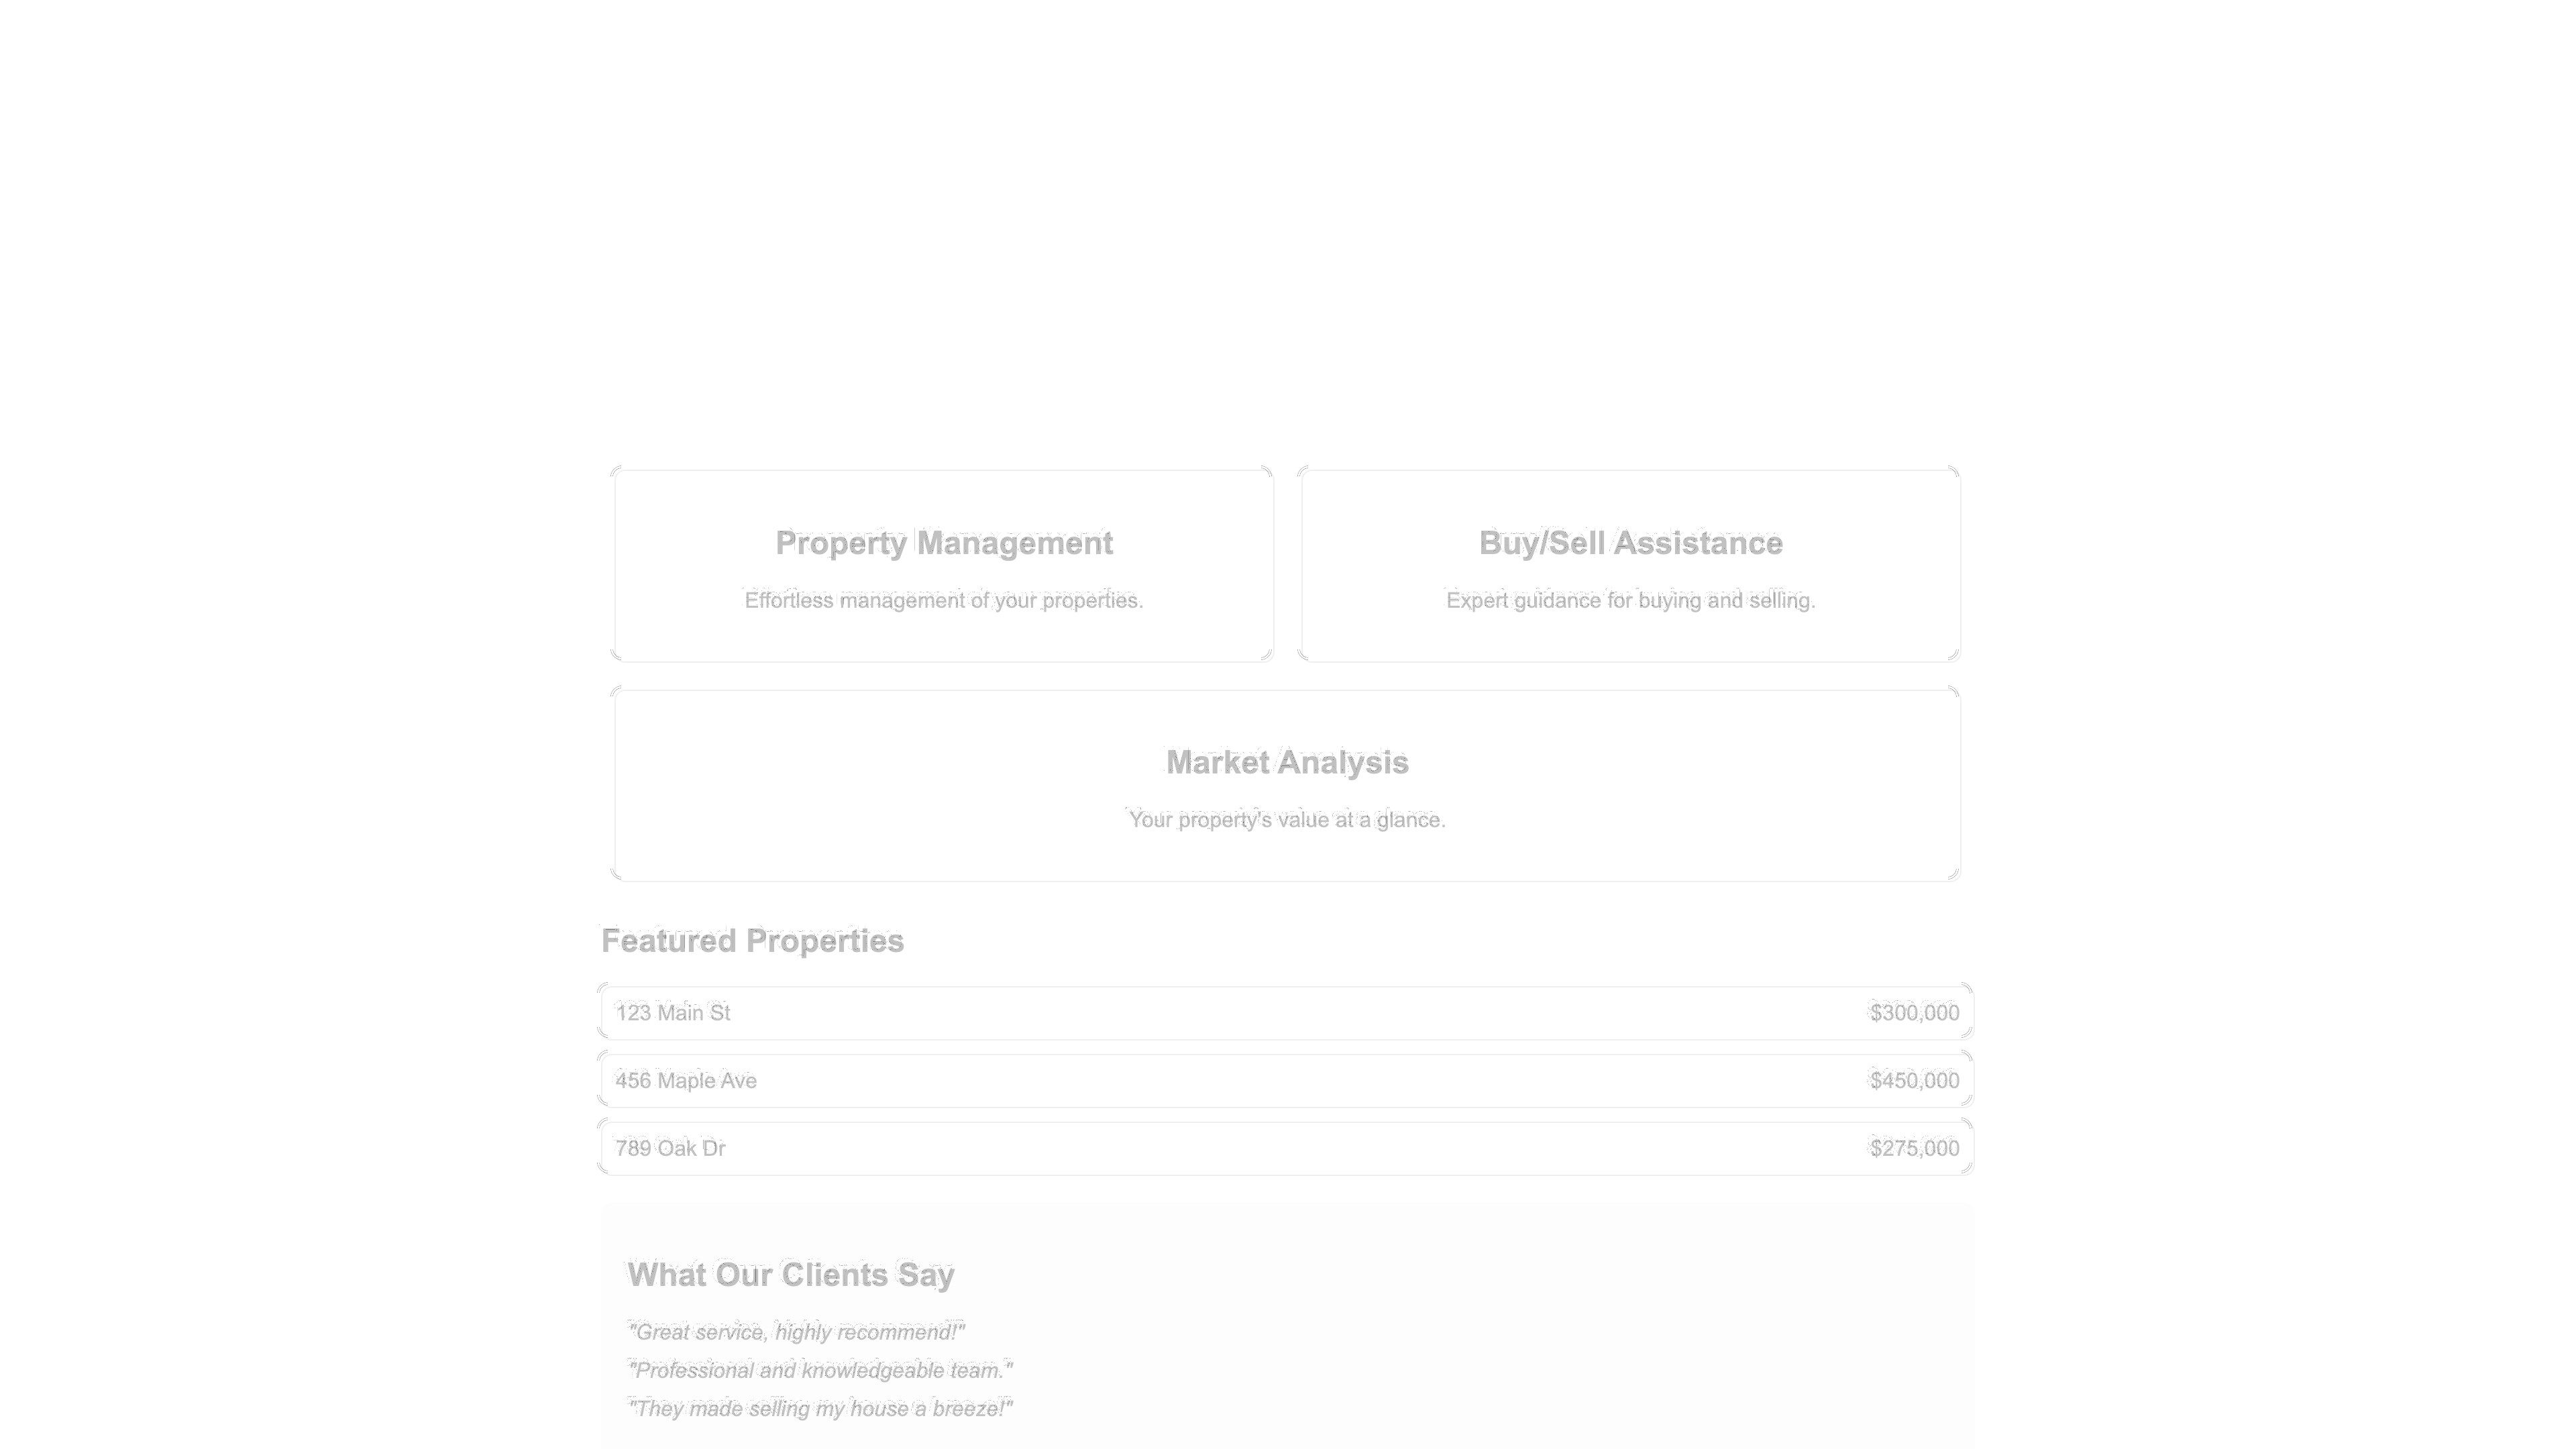 Property Management
Effortless management of your properties.
Buy/Sell Assistance
Expert guidance for buying and selling.
Market Analysis
Your property's value at a glance.
Featured Properties
123 Main St
$300,000
456 Maple Ave
$450,000
789 Oak Dr
$275,000
What Our Clients Say
"Great service, highly recommend!"
"Professional and knowledgeable team."
"They made selling my house a breeze!"